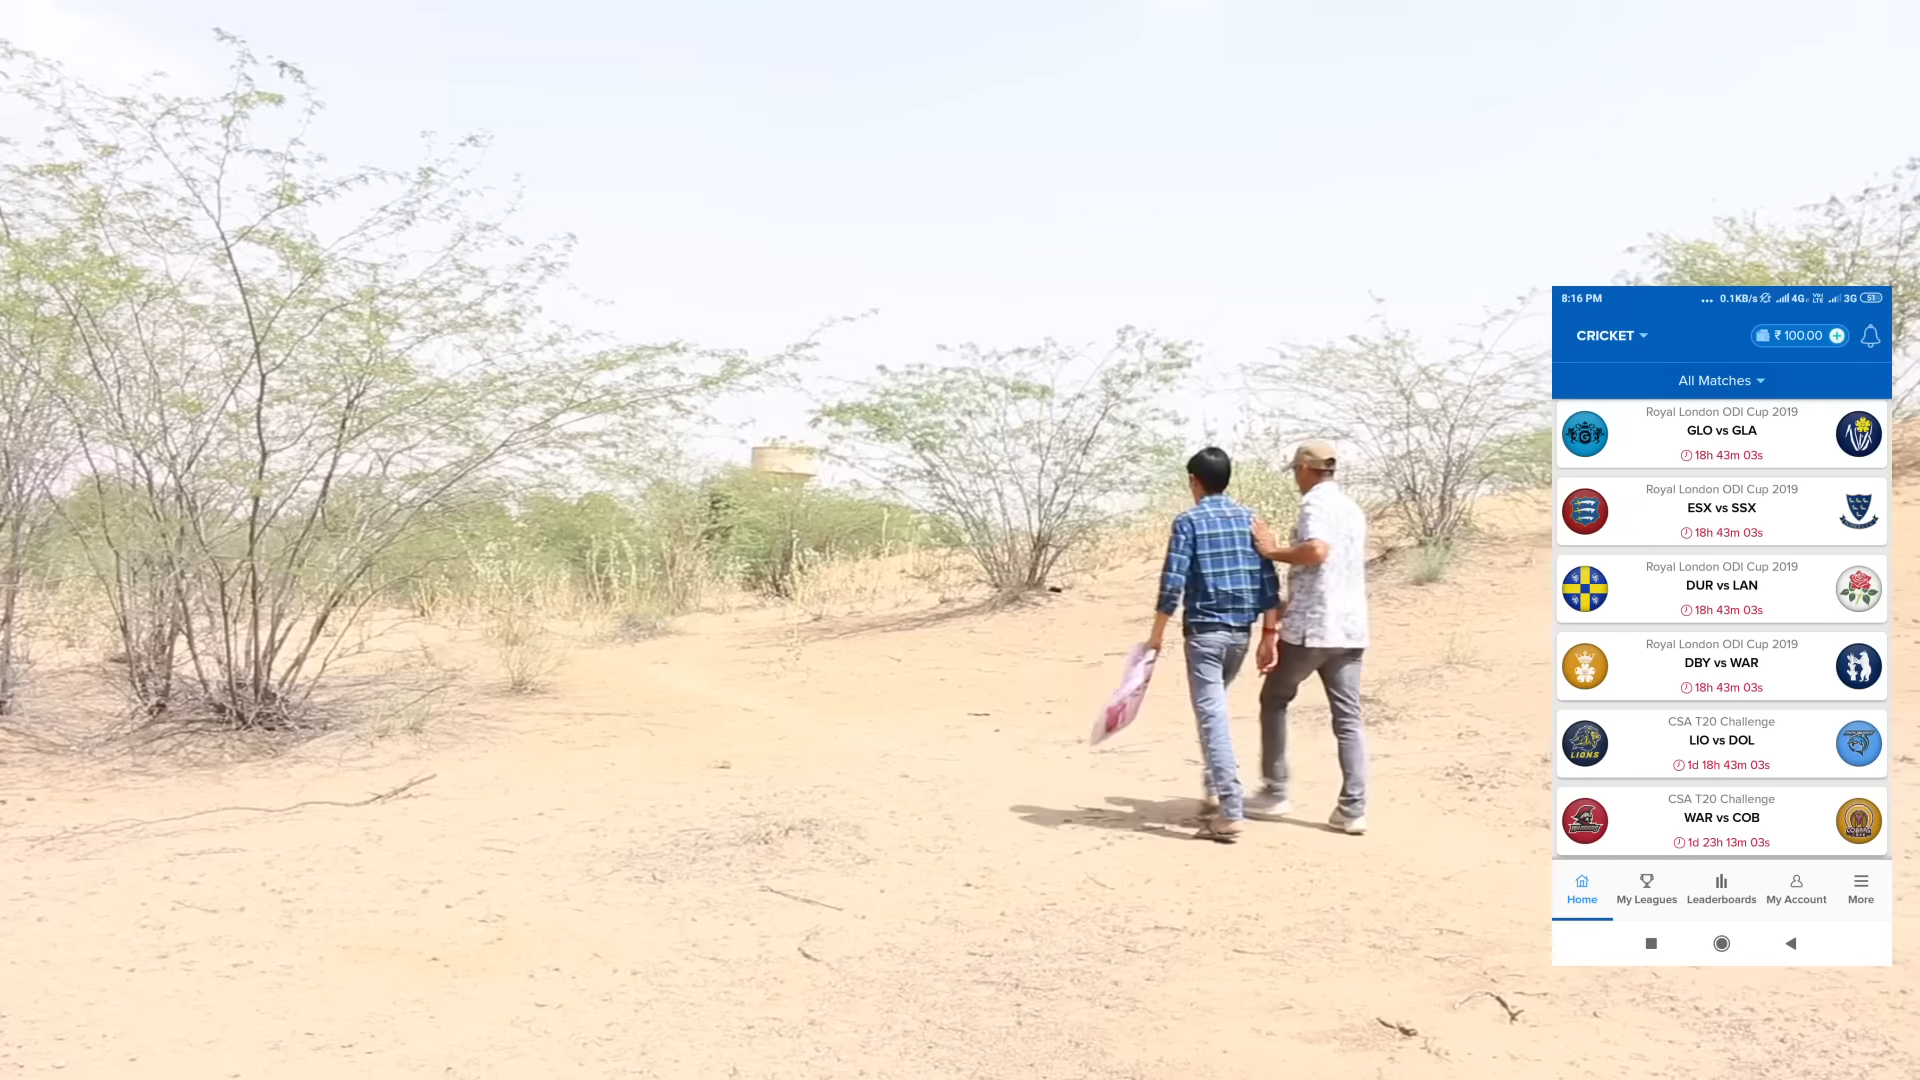 8:16 PM ... 0.1KB/s 4G 3G 51
CRICKET ₹ 100.00 +
All Matches
Royal London ODI Cup 2019
GLO vs GLA
18h 43m 03s
Royal London ODI Cup 2019
ESX vs SSX
18h 43m 03s
Royal London ODI Cup 2019
DUR vs LAN
18h 43m 03s
Royal London ODI Cup 2019
DBY vs WAR
18h 43m 03s
CSA T20 Challenge
LIO vs DOL
LIONS
1d 18h 43m 03s
CSA T20 Challenge
WAR vs COB
1d 23h 13m 03s
Home My Leagues Leaderboards My Account More